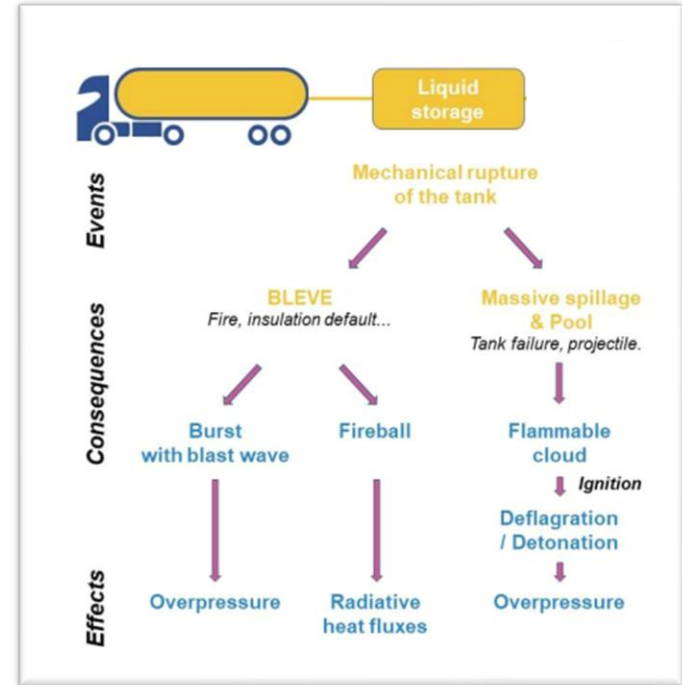 Liquid
storage
Events
Mechanical rupture
of the tank
Consequences
BLEVE
Fire, insulation default...
Massive spillage
& Pool
Tank failure, projectile.
Burst
with blast wave
Fireball
Flammable
cloud
Ignition
Deflagration
/ Detonation
Effects
Overpressure
Radiative
heat fluxes
Overpressure